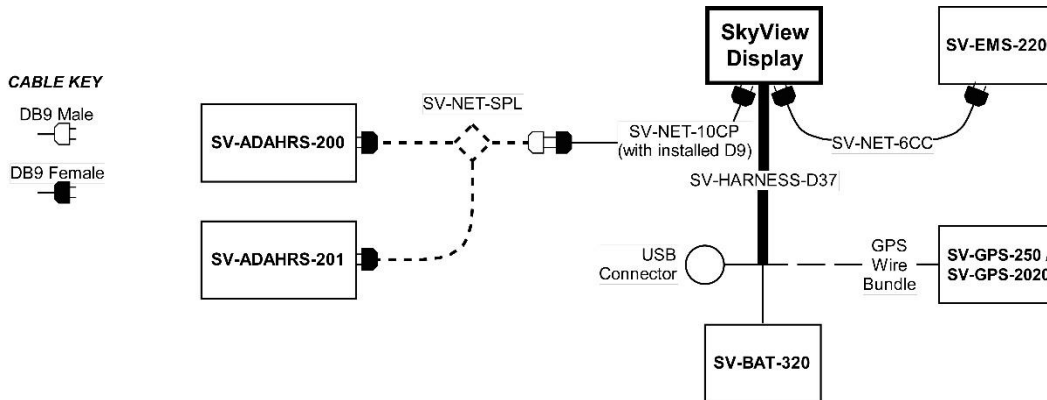 SkyView
Display
SV-EMS-220
CABLE KEY
DB9 Male
DB9 Female
SV-NET-SPL
SV-ADAHRS-200
SV-NET-10CP
(with installed D9)
SV-NET-6CC
SV-HARNESS-D37
SV-ADAHRS-201
USB
Connector
GPS
Wire
Bundle
SV-GPS-250 /
SV-GPS-2020
SV-BAT-320